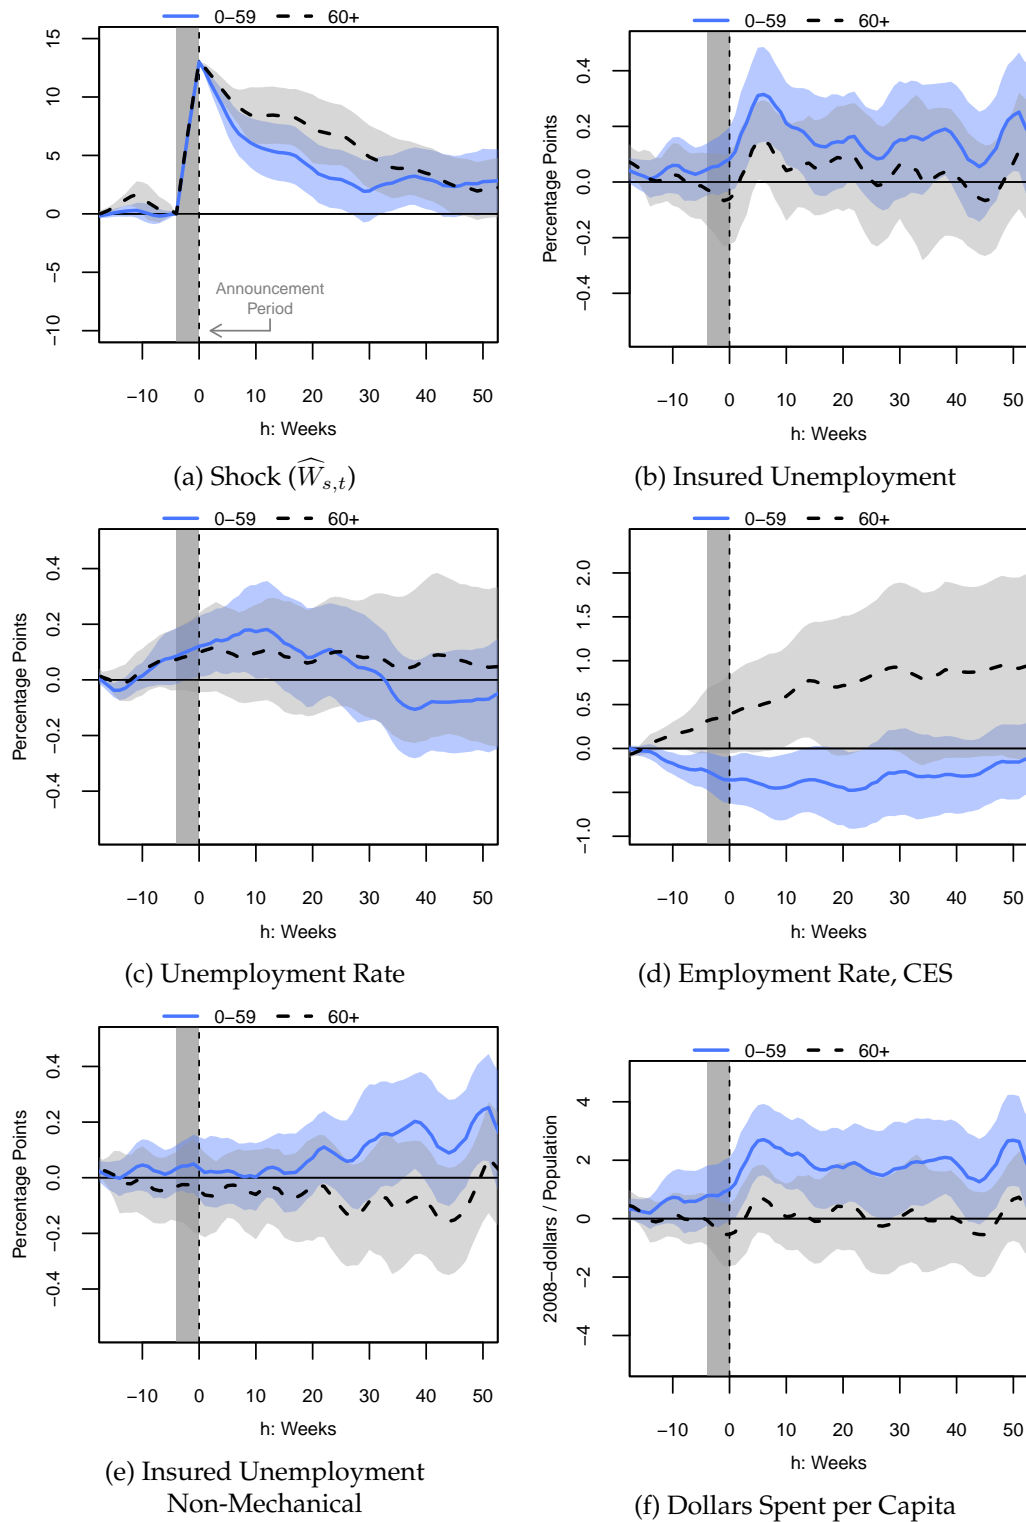 0−59 60+
15
10
5
0
−5
−10
Announcement
Period
−10 0 10 20 30 40 50
h: Weeks
(a) Shock (Ŵs,t)
0−59 60+
Percentage Points
0.4
0.2
0.0
−0.2
−0.4
−10 0 10 20 30 40 50
h: Weeks
(b) Insured Unemployment
0−59 60+
Percentage Points
0.4
0.2
0.0
−0.2
−0.4
−10 0 10 20 30 40 50
h: Weeks
(c) Unemployment Rate
0−59 60+
2.0
1.5
1.0
0.5
0.0
−1.0
−10 0 10 20 30 40 50
h: Weeks
(d) Employment Rate, CES
0−59 60+
Percentage Points
0.4
0.2
0.0
−0.2
−0.4
−10 0 10 20 30 40 50
h: Weeks
(e) Insured Unemployment
Non-Mechanical
0−59 60+
2008−dollars / Population
4
2
0
−2
−4
−10 0 10 20 30 40 50
h: Weeks
(f) Dollars Spent per Capita